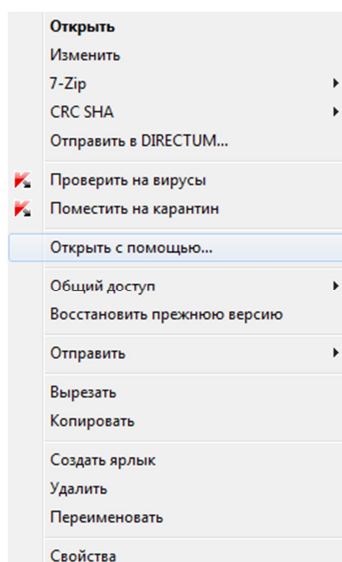 Открыть
Изменить
7-Zip
CRC SHA
Отправить в DIRECTUM...
Проверить на вирусы
Поместить на карантин
Открыть с помощью...
Общий доступ
Восстановить прежнюю версию
Отправить
Вырезать
Копировать
Создать ярлык
Удалить
Переименовать
Свойства